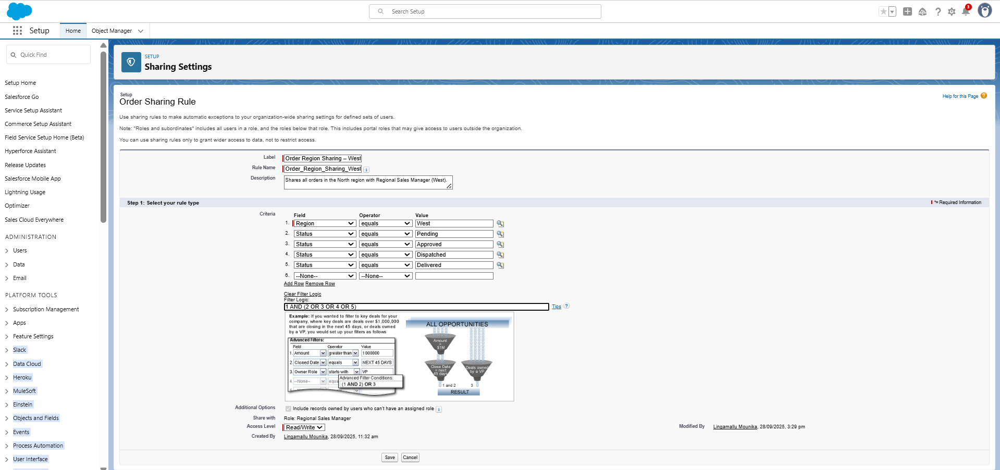 Search Setup
3
Setup
Home
Object Manager
Quick Find
Setup Home
Salesforce Go
Service Setup Assistant
Commerce Setup Assistant
Field Service Setup Home (Beta)
Hyperforce Assistant
Release Updates
Salesforce Mobile App
Lightning Usage
Optimizer
Sales Cloud Everywhere
ADMINISTRATION
Users
Data
Email
PLATFORM TOOLS
Subscription Management
Apps
Feature Settings
Slack
Data Cloud
Heroku
MuleSoft
Einstein
Objects and Fields
Events
Process Automation
User Interface
SETUP
Sharing Settings
Setup
Order Sharing Rule
Help for this Page
Use sharing rules to make automatic exceptions to your organization-wide sharing settings for defined sets of users.
Note: "Roles and subordinates" includes all users in a role, and the roles below that role. This includes portal roles that may give access to users outside the organization.
You can use sharing rules only to grant wider access to data, not to restrict access.
Label Order Region Sharing – West
Rule Name Order_Region_Sharing_West
Description Shares all orders in the North region with Regional Sales Manager (West).
Step 1: Select your rule type
= Required Information
Criteria Field Operator Value
1. Region equals West
2. Status equals Pending
3. Status equals Approved
4. Status equals Dispatched
5. Status equals Delivered
6. --None-- --None--
Add Row Remove Row
Clear Filter Logic
Filter Logic:
1 AND (2 OR 3 OR 4 OR 5) Tips ?
Example: If you wanted to filter to key deals for your
company, where key deals are deals over $1,000,000
that are closing in the next 45 days, or deals owned
by a VP, you would set up your filters as follows
Advanced Filters:
Field Operator Value
1. Amount greater than 1000000
2. Closed Date equals NEXT 45 DAYS
3. Owner Role starts with VP
4. --None-- equa
Advanced Filter Conditions:
(1 AND 2) OR 3
ALL OPPORTUNITIES
Amount
>
$1M
Close Date
= next
45 days
Deals owned
by a VP
1 and 2 3
RESULT
Additional Options Include records owned by users who can't have an assigned role
Share with Role: Regional Sales Manager
Access Level Read/Write
Modified By Lingamallu Mounika, 28/09/2025, 3:29 pm
Created By Lingamallu Mounika, 28/09/2025, 11:32 am
Save Cancel